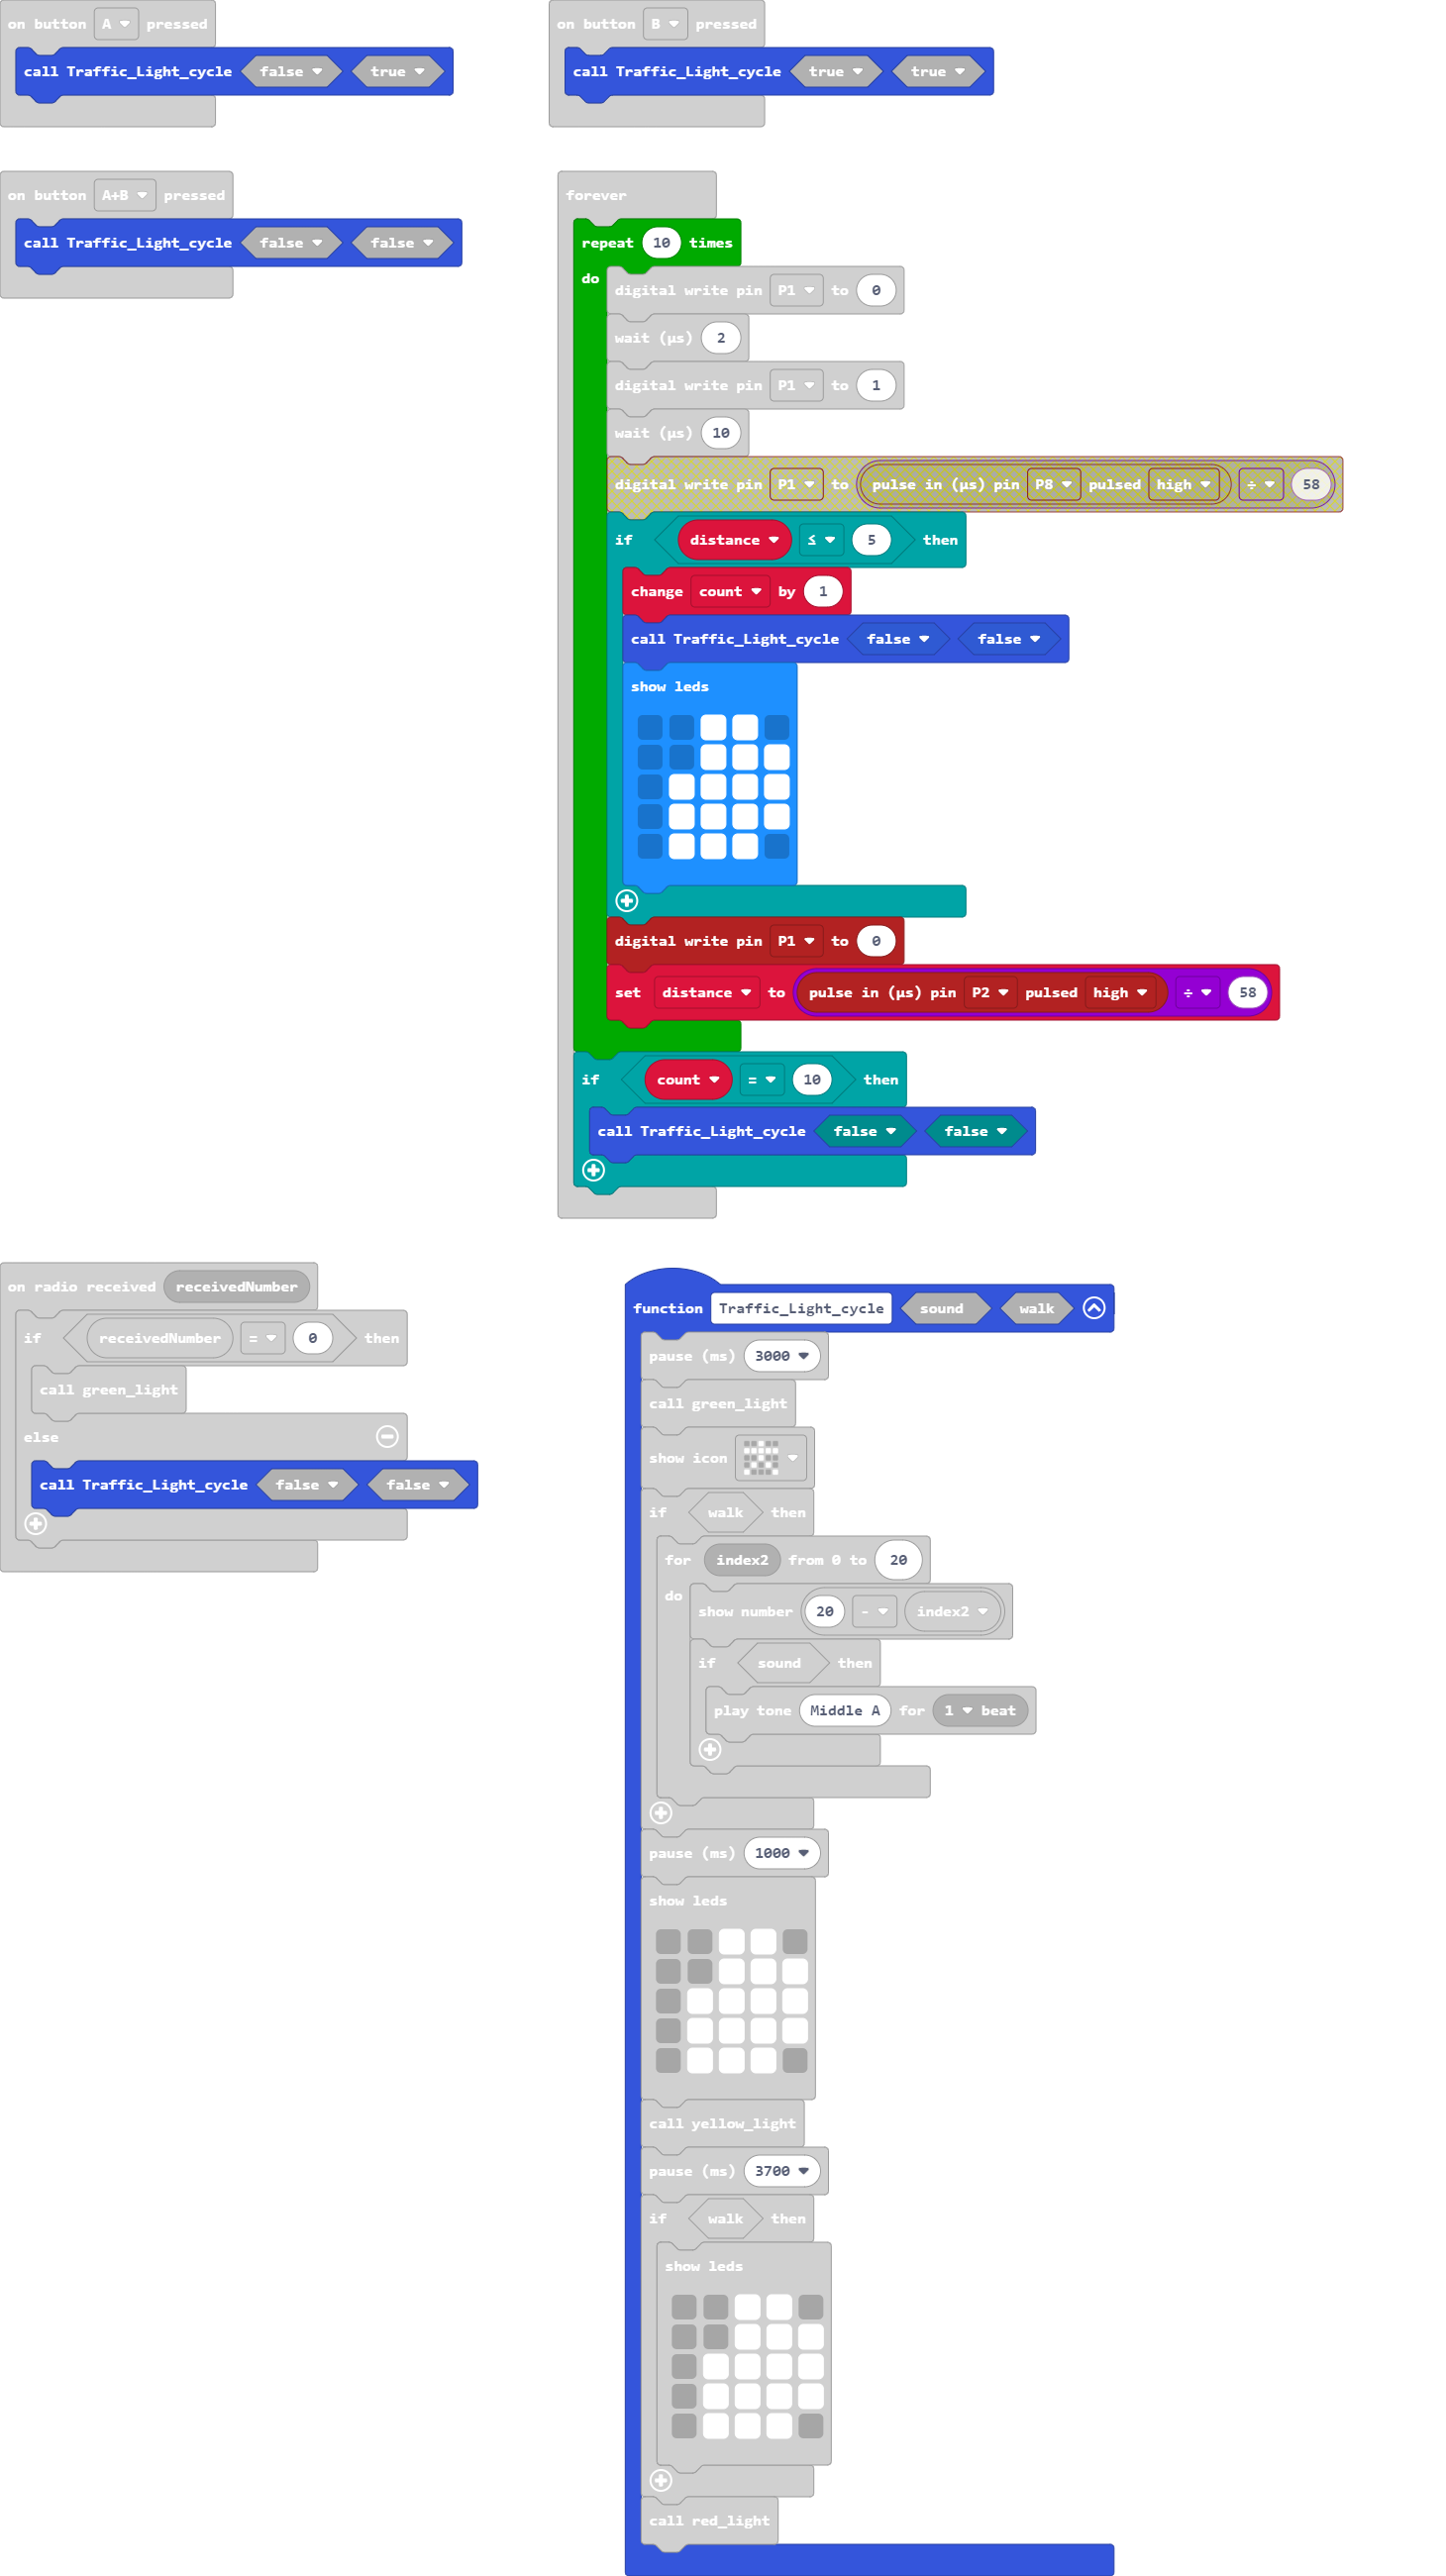 on button A pressed
call Traffic_Light_cycle false true
on button B pressed
call Traffic_Light_cycle true true
on button A+B pressed
call Traffic_Light_cycle false false
forever
repeat 10 times
do
digital write pin P1 to 0
wait (µs) 2
digital write pin P1 to 1
wait (µs) 10
digital write pin P1 to pulse in (µs) pin P8 pulsed high ÷ 58
if distance ≤ 5 then
change count by 1
call Traffic_Light_cycle false false
show leds
digital write pin P1 to 0
set distance to pulse in (µs) pin P2 pulsed high ÷ 58
if count = 10 then
call Traffic_Light_cycle false false
on radio received receivedNumber
if receivedNumber = 0 then
call green_light
else
call Traffic_Light_cycle false false
function Traffic_Light_cycle sound walk
pause (ms) 3000
call green_light
show icon
if walk then
for index2 from 0 to 20
do
show number 20 - index2
if sound then
play tone Middle A for 1 beat
pause (ms) 1000
show leds
call yellow_light
pause (ms) 3700
if walk then
show leds
call red_light